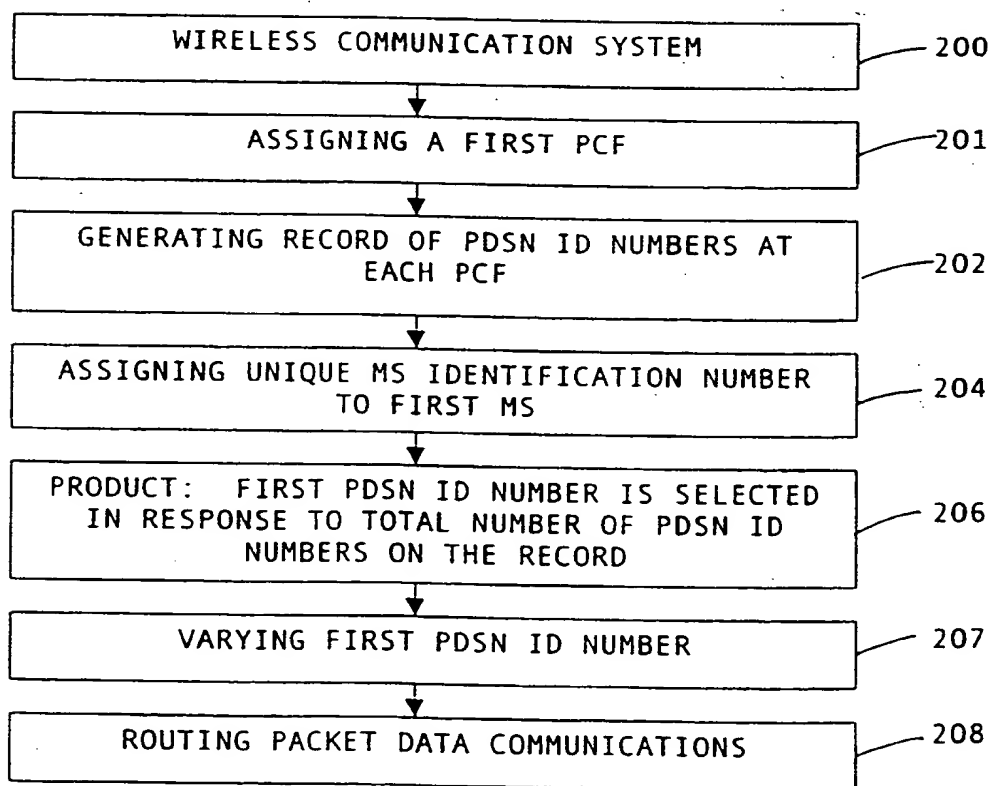 WIRELESS COMMUNICATION SYSTEM
200
ASSIGNING A FIRST PCF
201
GENERATING RECORD OF PDSN ID NUMBERS AT
EACH PCF
202
ASSIGNING UNIQUE MS IDENTIFICATION NUMBER
TO FIRST MS
204
PRODUCT: FIRST PDSN ID NUMBER IS SELECTED
IN RESPONSE TO TOTAL NUMBER OF PDSN ID
NUMBERS ON THE RECORD
206
VARYING FIRST PDSN ID NUMBER
207
ROUTING PACKET DATA COMMUNICATIONS
208